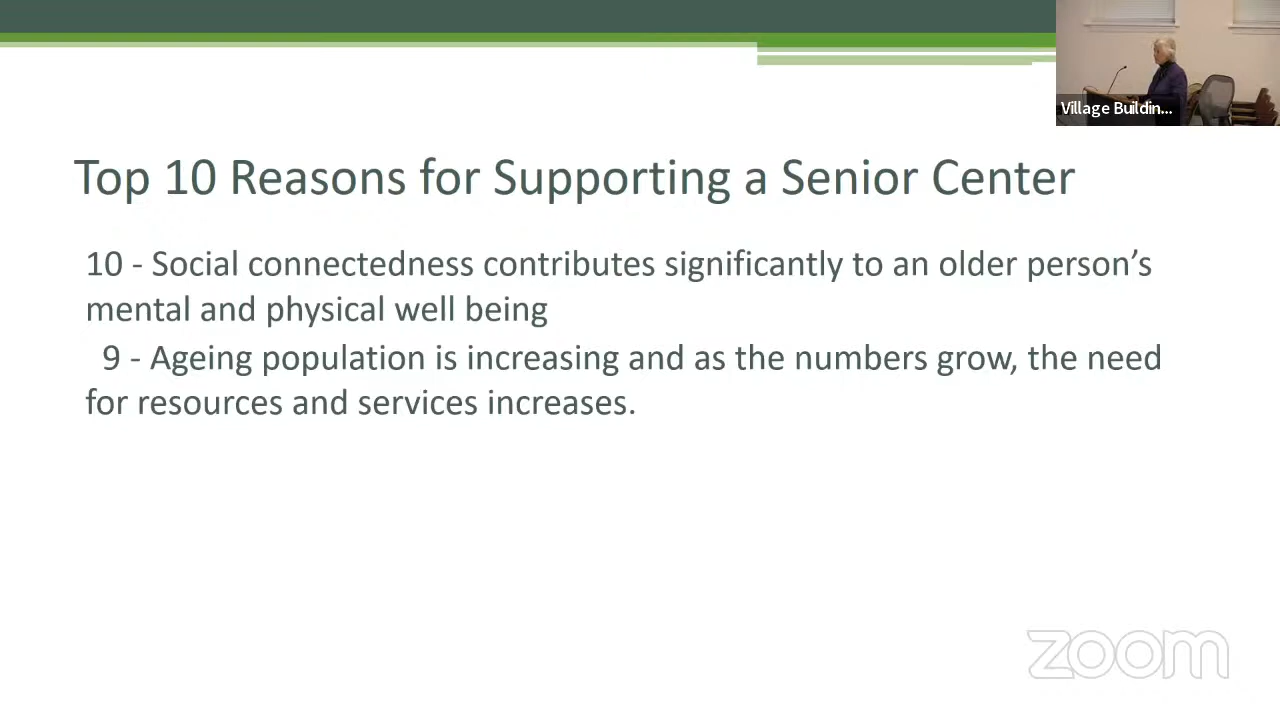 Village Buildin...
Top 10 Reasons for Supporting a Senior Center
10 - Social connectedness contributes significantly to an older person’s
mental and physical well being
9 - Ageing population is increasing and as the numbers grow, the need
for resources and services increases.
zoom